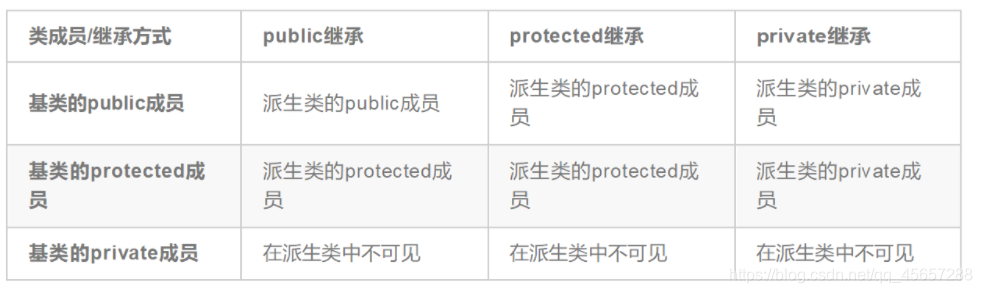 类成员/继承方式 public继承 protected继承 private继承
基类的public成员 派生类的public成员 派生类的protected成员 派生类的private成员
基类的protected成员 派生类的protected成员 派生类的protected成员 派生类的private成员
基类的private成员 在派生类中不可见 在派生类中不可见 在派生类中不可见
https://blog.csdn.net/qq_45657288